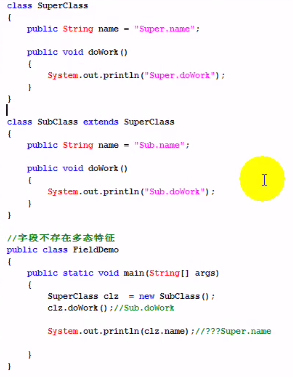 class SuperClass
{
public String name = "Super.name";
public void doWork()
{
System.out.println("Super.doWork");
}
}
class SubClass extends SuperClass
{
public String name = "Sub.name";
public void doWork()
{
System.out.println("Sub.doWork");
}
}
//字段不存在多态特征
public class FieldDemo
{
public static void main(String[] args)
{
SuperClass clz  = new SubClass();
clz.doWork();//Sub.doWork
System.out.println(clz.name);//???Super.name
}
}